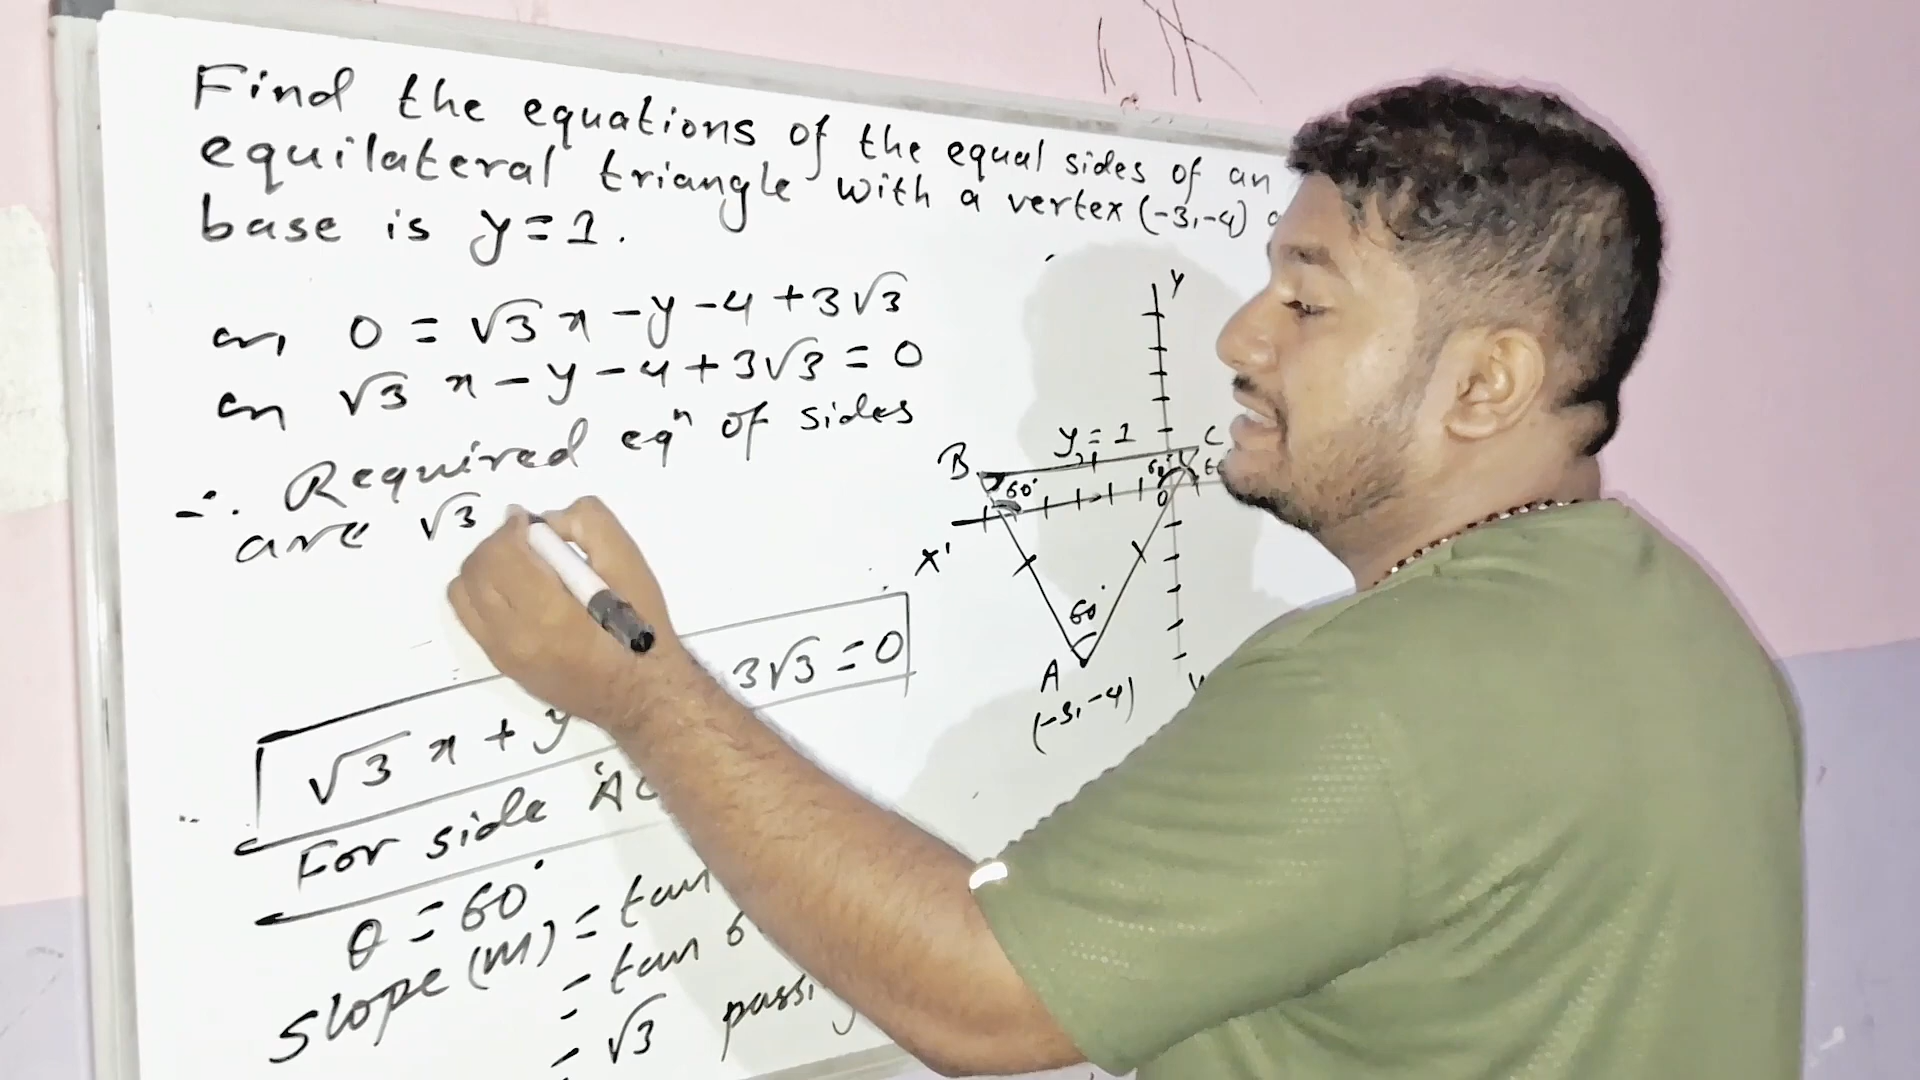 Find the equations of the equal sides of an
equilateral triangle with a vertex (-3,-4)
base is y=1.
or, 0 = √3 x - y - 4 + 3√3
or √3 x - y - 4 + 3√3 = 0
∴ Required eqⁿ of sides
are √3
3√3 = 0
√3 x + y
For side AC
θ = 60°
slope (m) = tan
= tan 6
= √3 passi
Y
y = 1
B
C
60°
60°
O
X'
60°
A
(-3,-4)